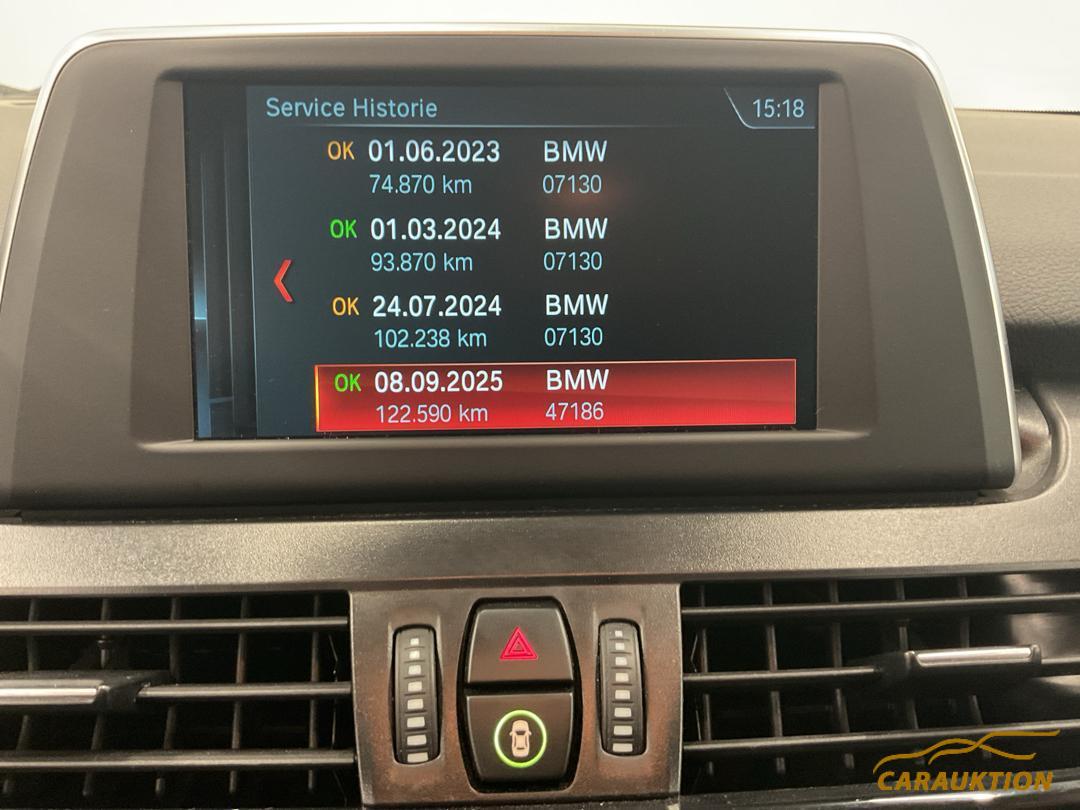 Service Historie 15:18
OK 01.06.2023 BMW
74.870 km 07130
OK 01.03.2024 BMW
93.870 km 07130
OK 24.07.2024 BMW
102.238 km 07130
OK 08.09.2025 BMW
122.590 km 47186
CARAUKTION